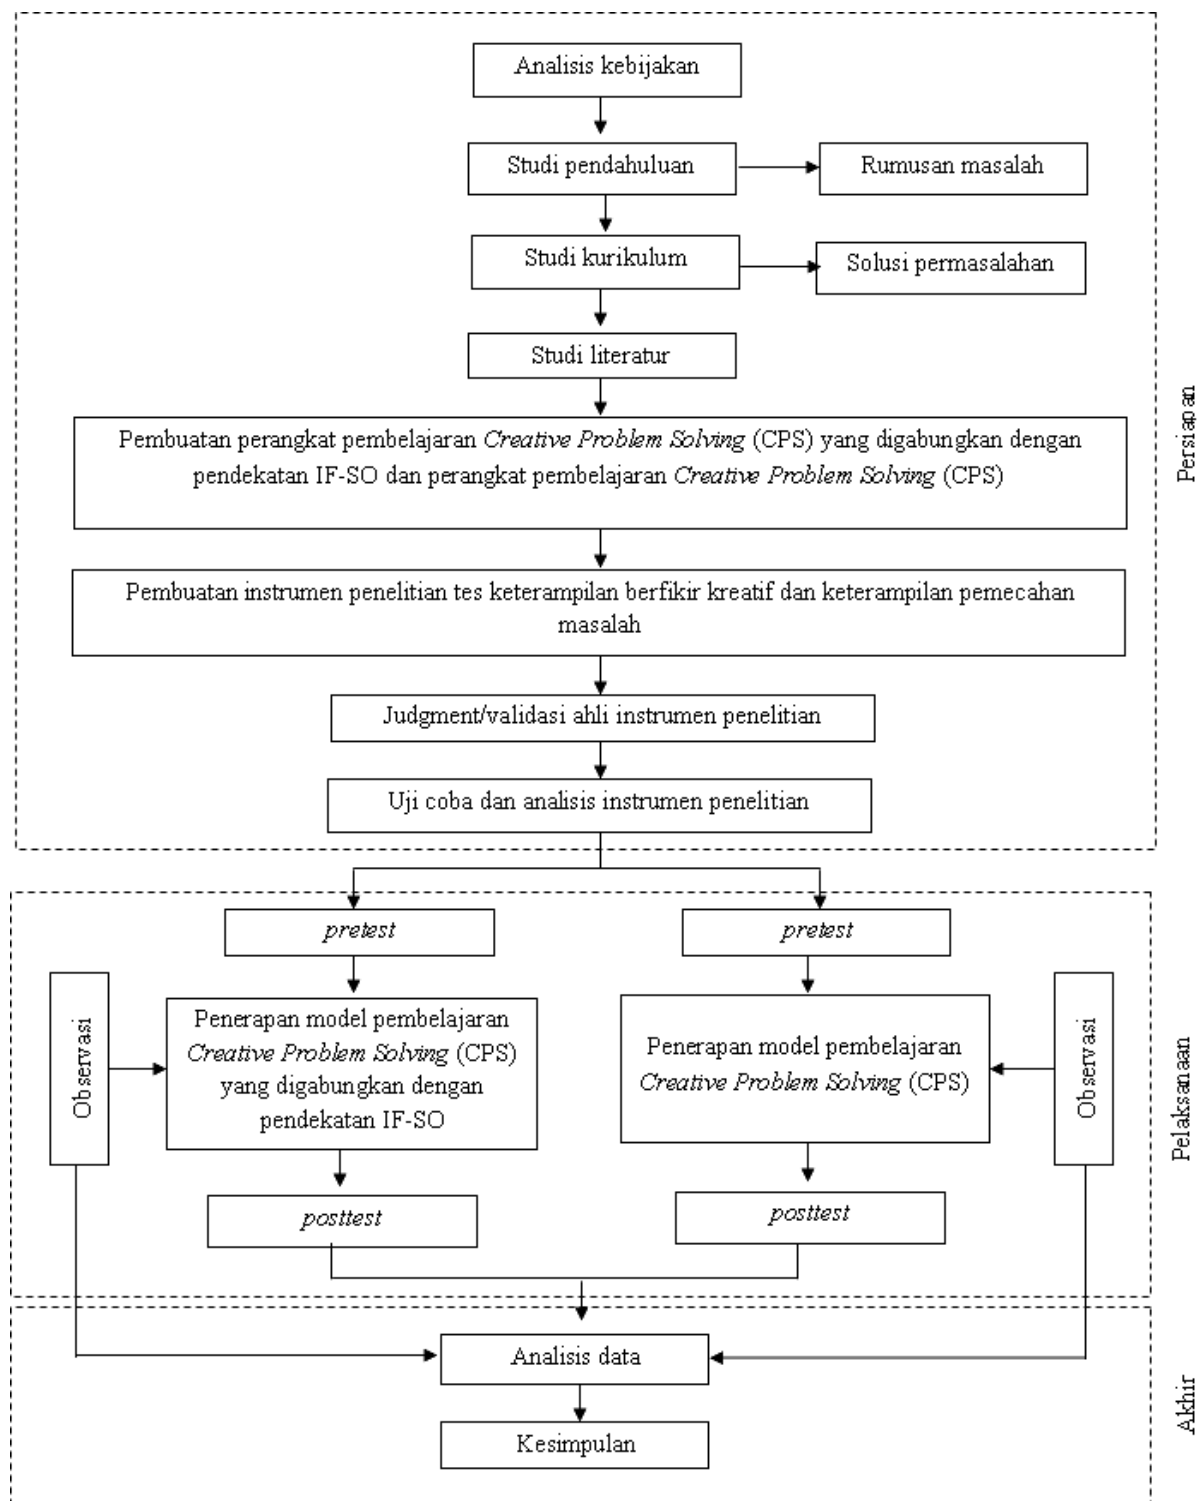 Analisis kebijakan
Studi pendahuluan
Rumusan masalah
Studi kurikulum
Solusi permasalahan
Studi literatur
Pembuatan perangkat pembelajaran Creative Problem Solving (CPS) yang digabungkan dengan
pendekatan IF-SO dan perangkat pembelajaran Creative Problem Solving (CPS)
Pembuatan instrumen penelitian tes keterampilan berfikir kreatif dan keterampilan pemecahan
masalah
Judgment/validasi ahli instrumen penelitian
Uji coba dan analisis instrumen penelitian
Persiapan
pretest
pretest
Observasi
Penerapan model pembelajaran
Creative Problem Solving (CPS)
yang digabungkan dengan
pendekatan IF-SO
Penerapan model pembelajaran
Creative Problem Solving (CPS)
Observasi
posttest
posttest
Pelaksanaan
Analisis data
Kesimpulan
Akhir